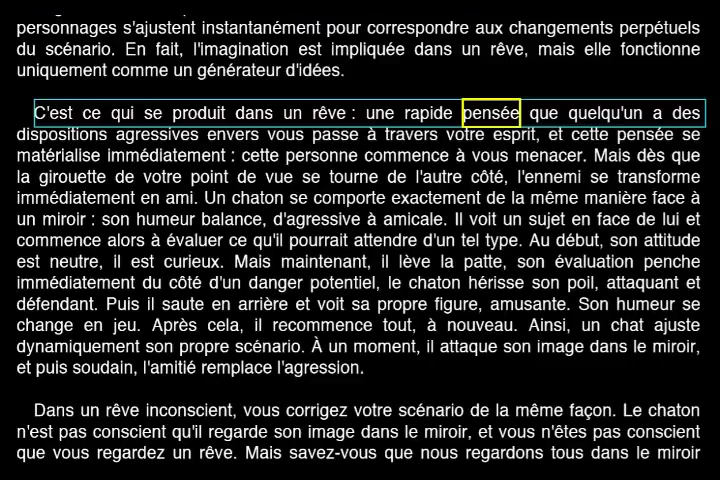 personnages s'ajustent instantanément pour correspondre aux changements perpétuels
du scénario. En fait, l'imagination est impliquée dans un rêve, mais elle fonctionne
uniquement comme un générateur d'idées.
C'est ce qui se produit dans un rêve : une rapide pensée que quelqu'un a des
dispositions agressives envers vous passe à travers votre esprit, et cette pensée se
matérialise immédiatement : cette personne commence à vous menacer. Mais dès que
la girouette de votre point de vue se tourne de l'autre côté, l'ennemi se transforme
immédiatement en ami. Un chaton se comporte exactement de la même manière face à
un miroir : son humeur balance, d'agressive à amicale. Il voit un sujet en face de lui et
commence alors à évaluer ce qu'il pourrait attendre d'un tel type. Au début, son attitude
est neutre, il est curieux. Mais maintenant, il lève la patte, son évaluation penche
immédiatement du côté d'un danger potentiel, le chaton hérisse son poil, attaquant et
défendant. Puis il saute en arrière et voit sa propre figure, amusante. Son humeur se
change en jeu. Après cela, il recommence tout, à nouveau. Ainsi, un chat ajuste
dynamiquement son propre scénario. À un moment, il attaque son image dans le miroir,
et puis soudain, l'amitié remplace l'agression.
Dans un rêve inconscient, vous corrigez votre scénario de la même façon. Le chaton
n'est pas conscient qu'il regarde son image dans le miroir, et vous n'êtes pas conscient
que vous regardez un rêve. Mais savez-vous que nous regardons tous dans le miroir